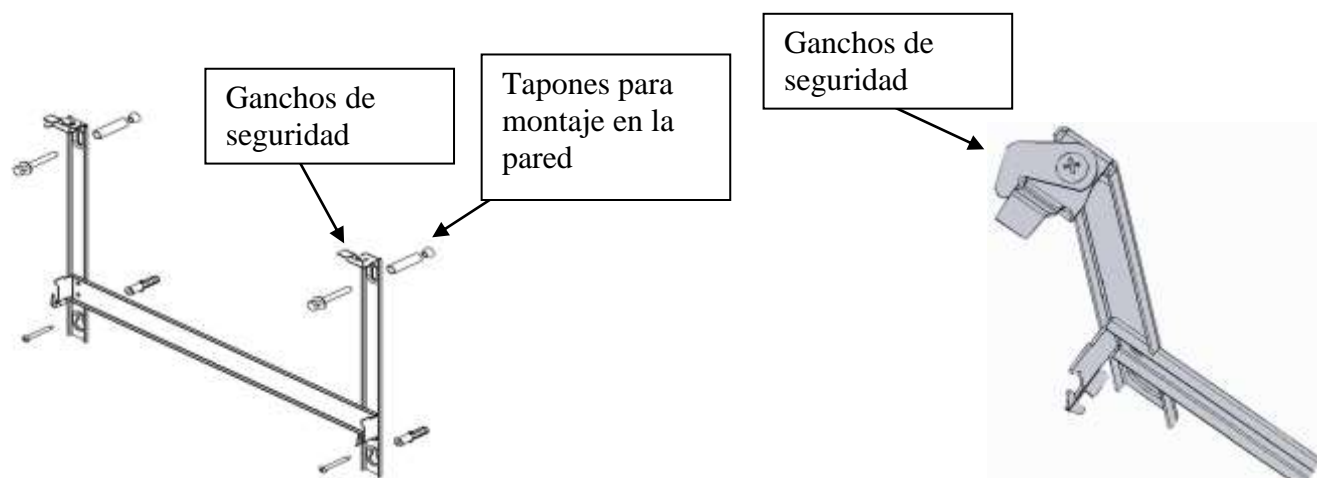 Ganchos de
seguridad
Tapones para
montaje en la
pared
Ganchos de
seguridad